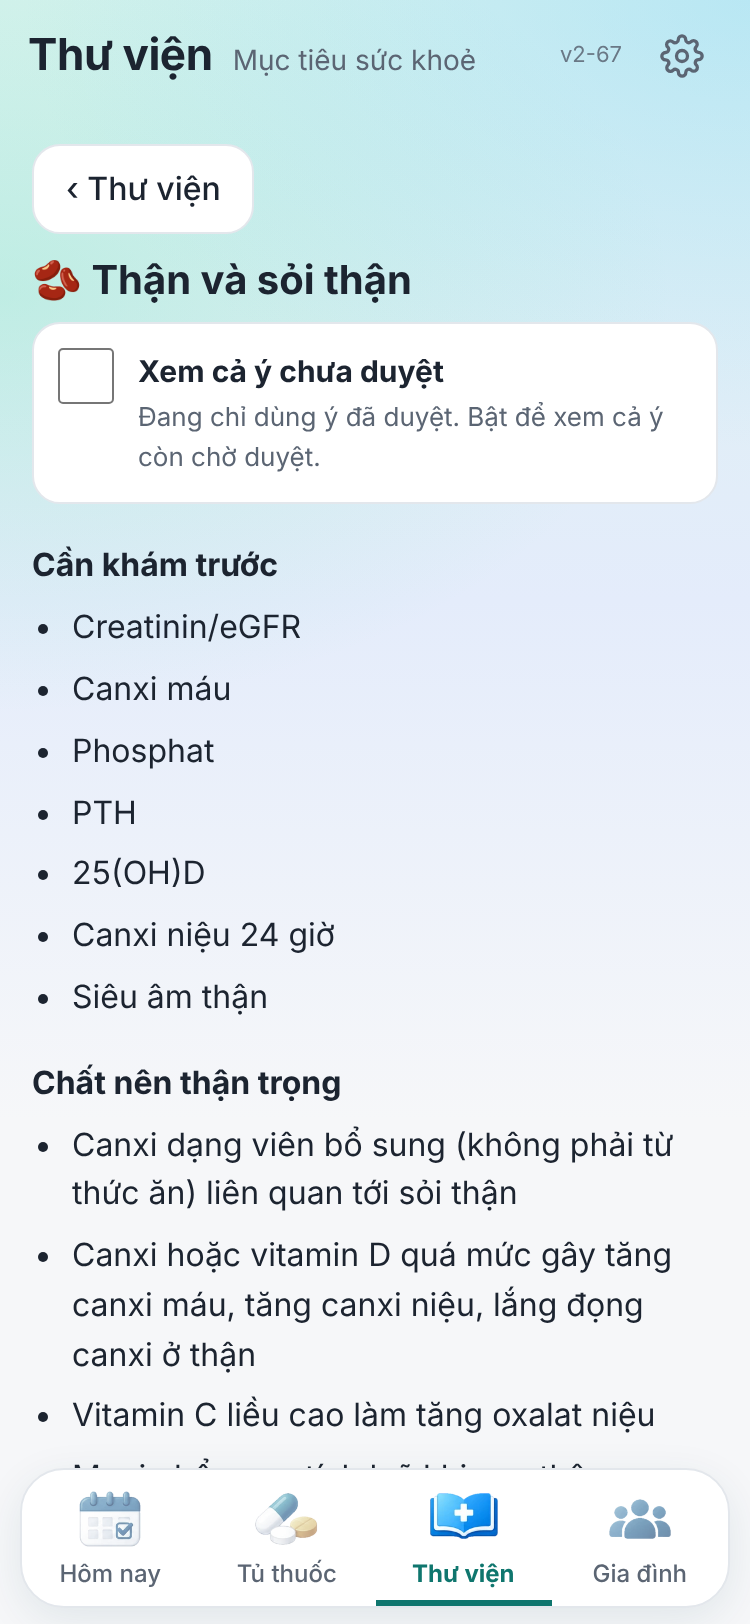 Thư viện Mục tiêu sức khoẻ v2-67
‹ Thư viện
Thận và sỏi thận
Xem cả ý chưa duyệt
Đang chỉ dùng ý đã duyệt. Bật để xem cả ý
còn chờ duyệt.
Cần khám trước
• Creatinin/eGFR
• Canxi máu
• Phosphat
• PTH
• 25(OH)D
• Canxi niệu 24 giờ
• Siêu âm thận
Chất nên thận trọng
• Canxi dạng viên bổ sung (không phải từ
thức ăn) liên quan tới sỏi thận
• Canxi hoặc vitamin D quá mức gây tăng
canxi máu, tăng canxi niệu, lắng đọng
canxi ở thận
• Vitamin C liều cao làm tăng oxalat niệu
Hôm nay Tủ thuốc Thư viện Gia đình